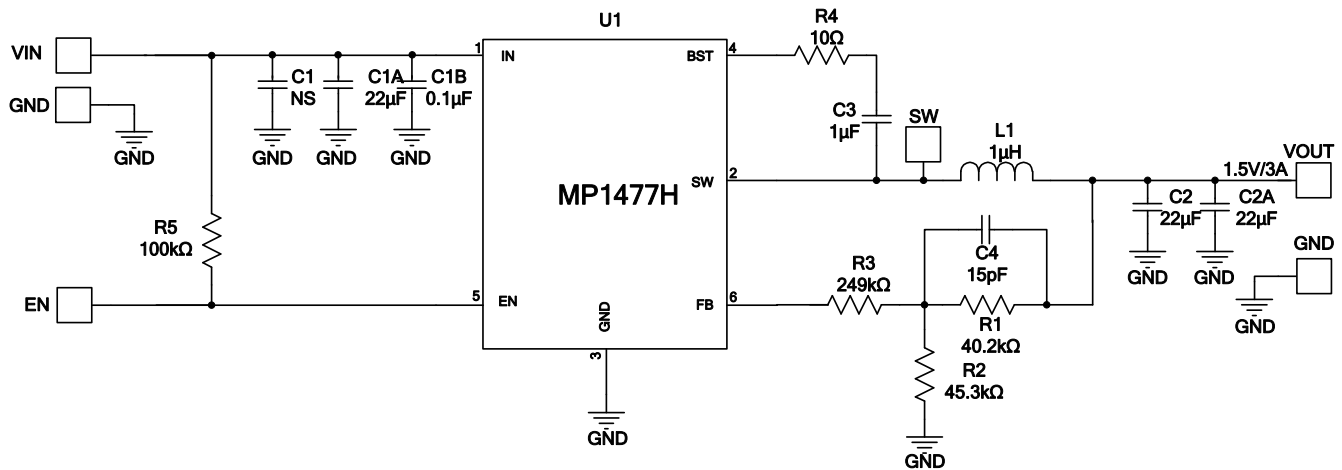 U1
VIN
GND
GND
1
IN
C1
NS
GND
C1A
22µF
GND
C1B
0.1µF
GND
R5
100kΩ
EN
5
EN
MP1477H
GND
3
GND
BST
4
R4
10Ω
C3
1µF
SW
SW
2
L1
1µH
1.5V/3A
VOUT
C2
22µF
GND
C2A
22µF
GND
GND
GND
FB
6
R3
249kΩ
C4
15pF
R1
40.2kΩ
R2
45.3kΩ
GND